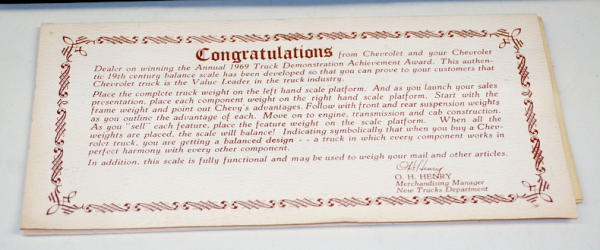 Congratulations from Chevrolet and your Chevrolet
Dealer on winning the Annual 1969 Truck Demonstration Achievement Award. This authen-
tic 19th century balance scale has been developed so that you can prove to your customers that
Chevrolet truck is the Value Leader in the truck industry.
Place the complete truck weight on the left hand scale platform. And as you launch your sales
presentation, place each component weight on the right hand scale platform. Start with the
frame weight and point out Chevy's advantages. Follow with front and rear suspension weights
as you outline the advantage of each. Move on to engine, transmission and cab construction.
As you "sell" each feature, place the feature weight on the scale platform. When all the
weights are placed, the scale will balance! Indicating symbolically that when you buy a Chev-
rolet truck, you are getting a balanced design - - a truck in which every component works in
perfect harmony with every other component.
In addition, this scale is fully functional and may be used to weigh your mail and other articles.
O H Henry
O. H. HENRY
Merchandising Manager
New Trucks Department